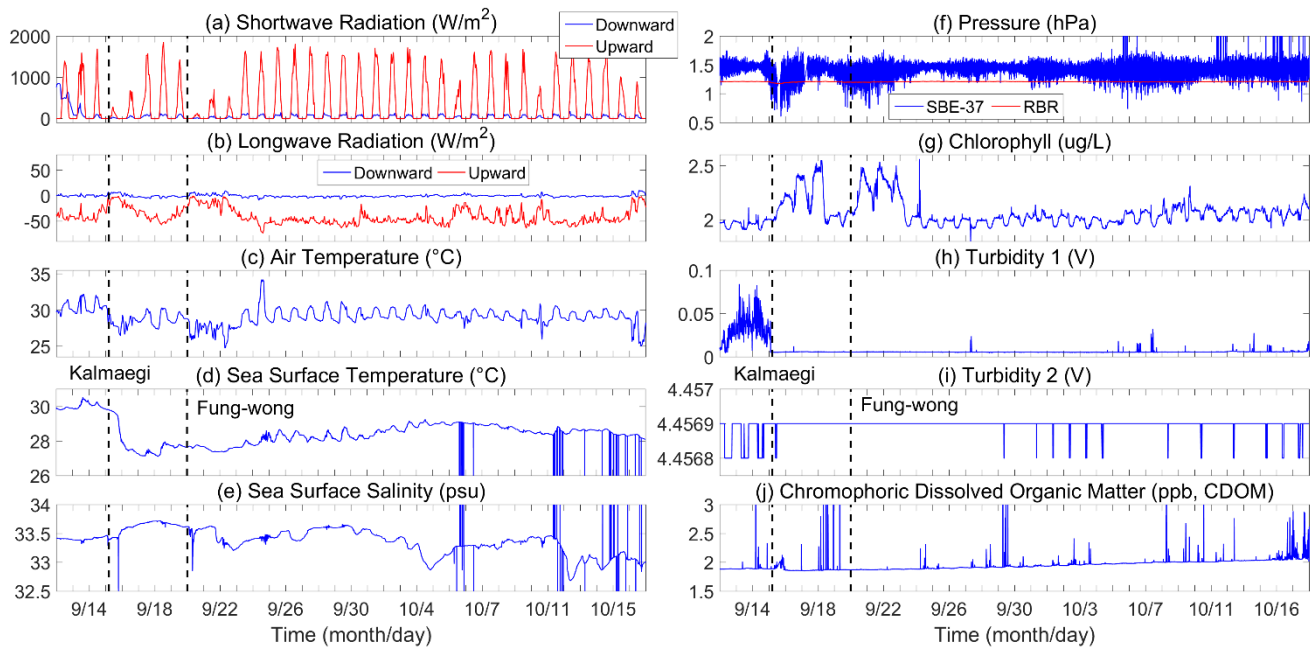 (a) Shortwave Radiation (W/m²)
Downward
Upward
2000
1000
0
(b) Longwave Radiation (W/m²)
Downward
Upward
50
0
-50
(c) Air Temperature (°C)
35
30
25
Kalmaegi
(d) Sea Surface Temperature (°C)
Fung-wong
30
28
26
(e) Sea Surface Salinity (psu)
34
33.5
33
32.5
9/14 9/18 9/22 9/26 9/30 10/4 10/7 10/11 10/15
Time (month/day)
(f) Pressure (hPa)
2
1.5
1
0.5
SBE-37 RBR
(g) Chlorophyll (ug/L)
2.5
2
(h) Turbidity 1 (V)
0.1
0.05
0
Kalmaegi
(i) Turbidity 2 (V)
Fung-wong
4.457
4.4569
4.4568
(j) Chromophoric Dissolved Organic Matter (ppb, CDOM)
3
2.5
2
1.5
1
9/14 9/18 9/22 9/26 9/30 10/3 10/7 10/11 10/16
Time (month/day)